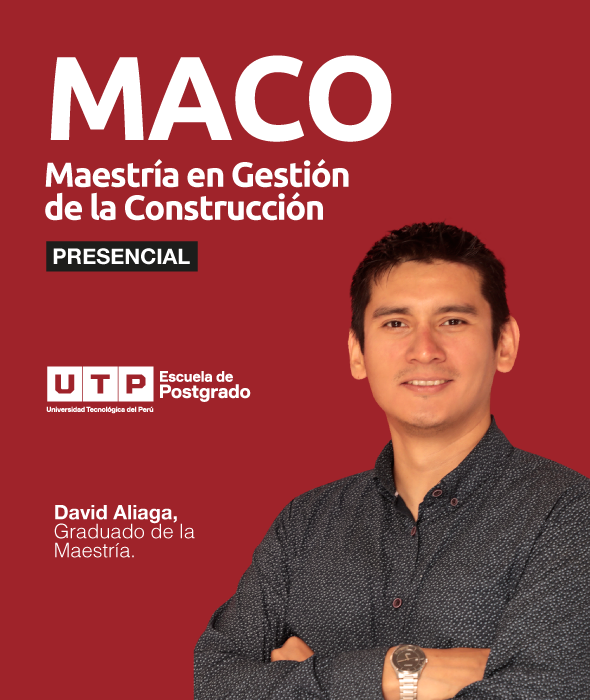 MACO
Maestría en Gestión
de la Construcción
PRESENCIAL
UTP
Universidad Tecnológica del Perú
Escuela de
Postgrado
David Aliaga,
Graduado de la
Maestría.